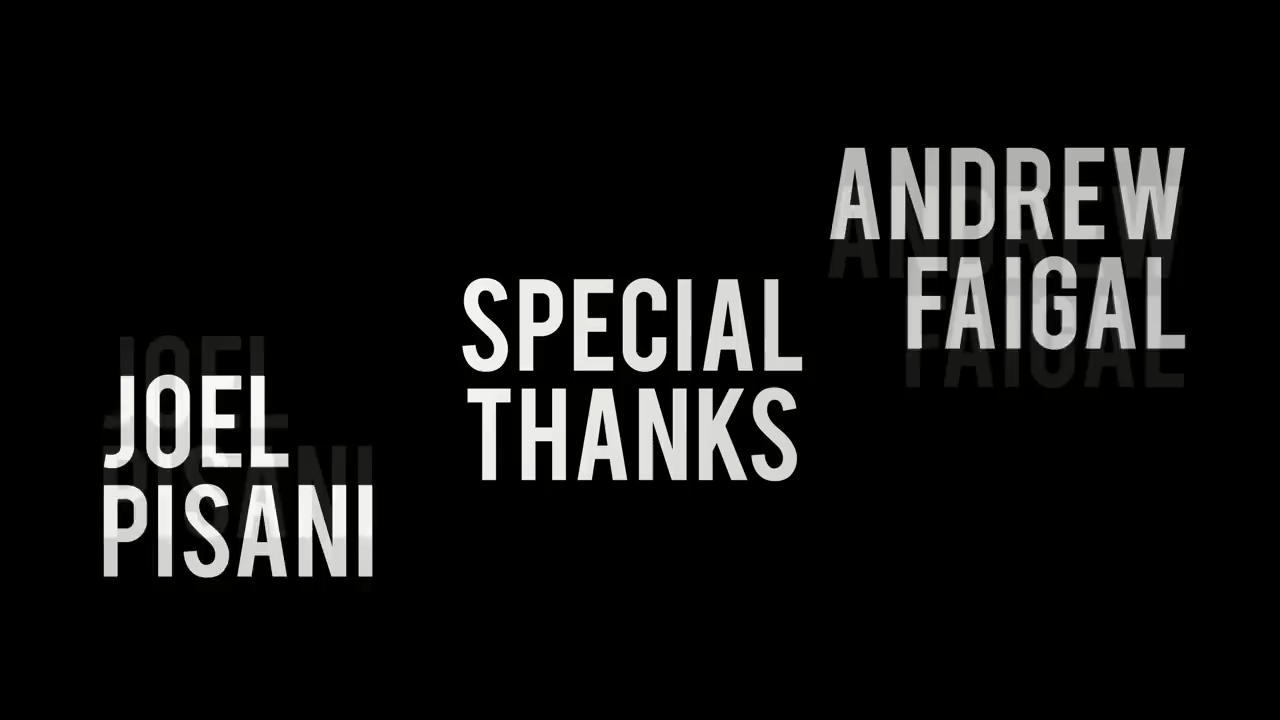 ANDREW
FAIGAL
SPECIAL
THANKS
JOEL
PISANI